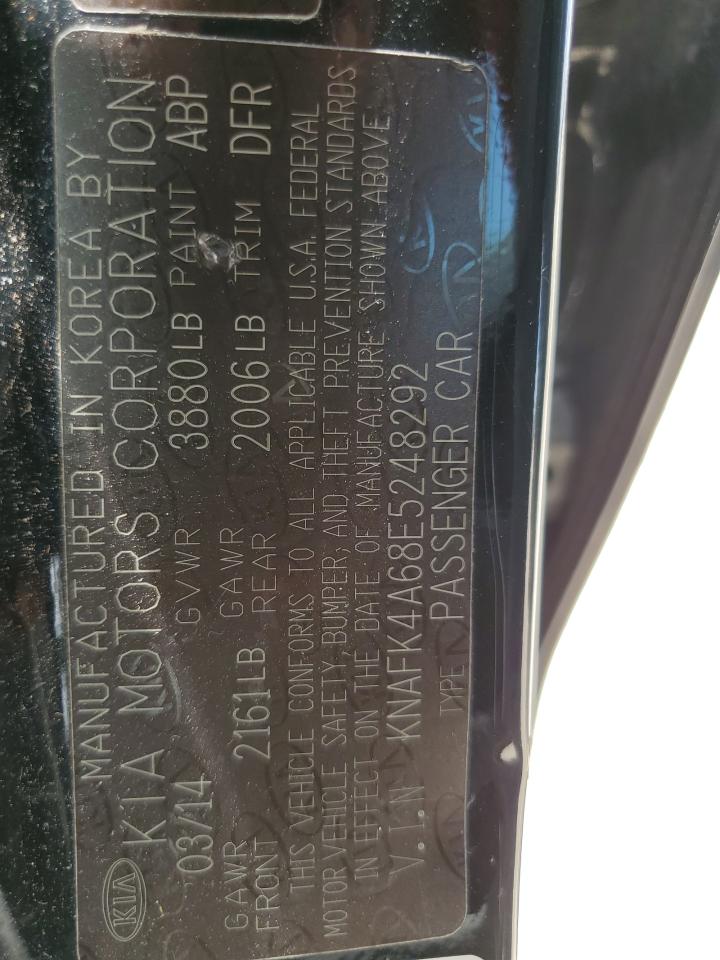 MANUFACTURED IN KOREA BY
KIA KIA MOTORS CORPORATION
03/14 GVWR 3880LB PAINT ABP
GAWR FRONT 2161LB GAWR REAR 2006LB TRIM DFR
THIS VEHICLE CONFORMS TO ALL APPLICABLE U.S.A. FEDERAL
MOTOR VEHICLE SAFETY, BUMPER, AND THEFT PREVENTION STANDARDS
IN EFFECT ON THE DATE OF MANUFACTURE SHOWN ABOVE
V.I.N KNAFK4A68E5248292
TYPE PASSENGER CAR